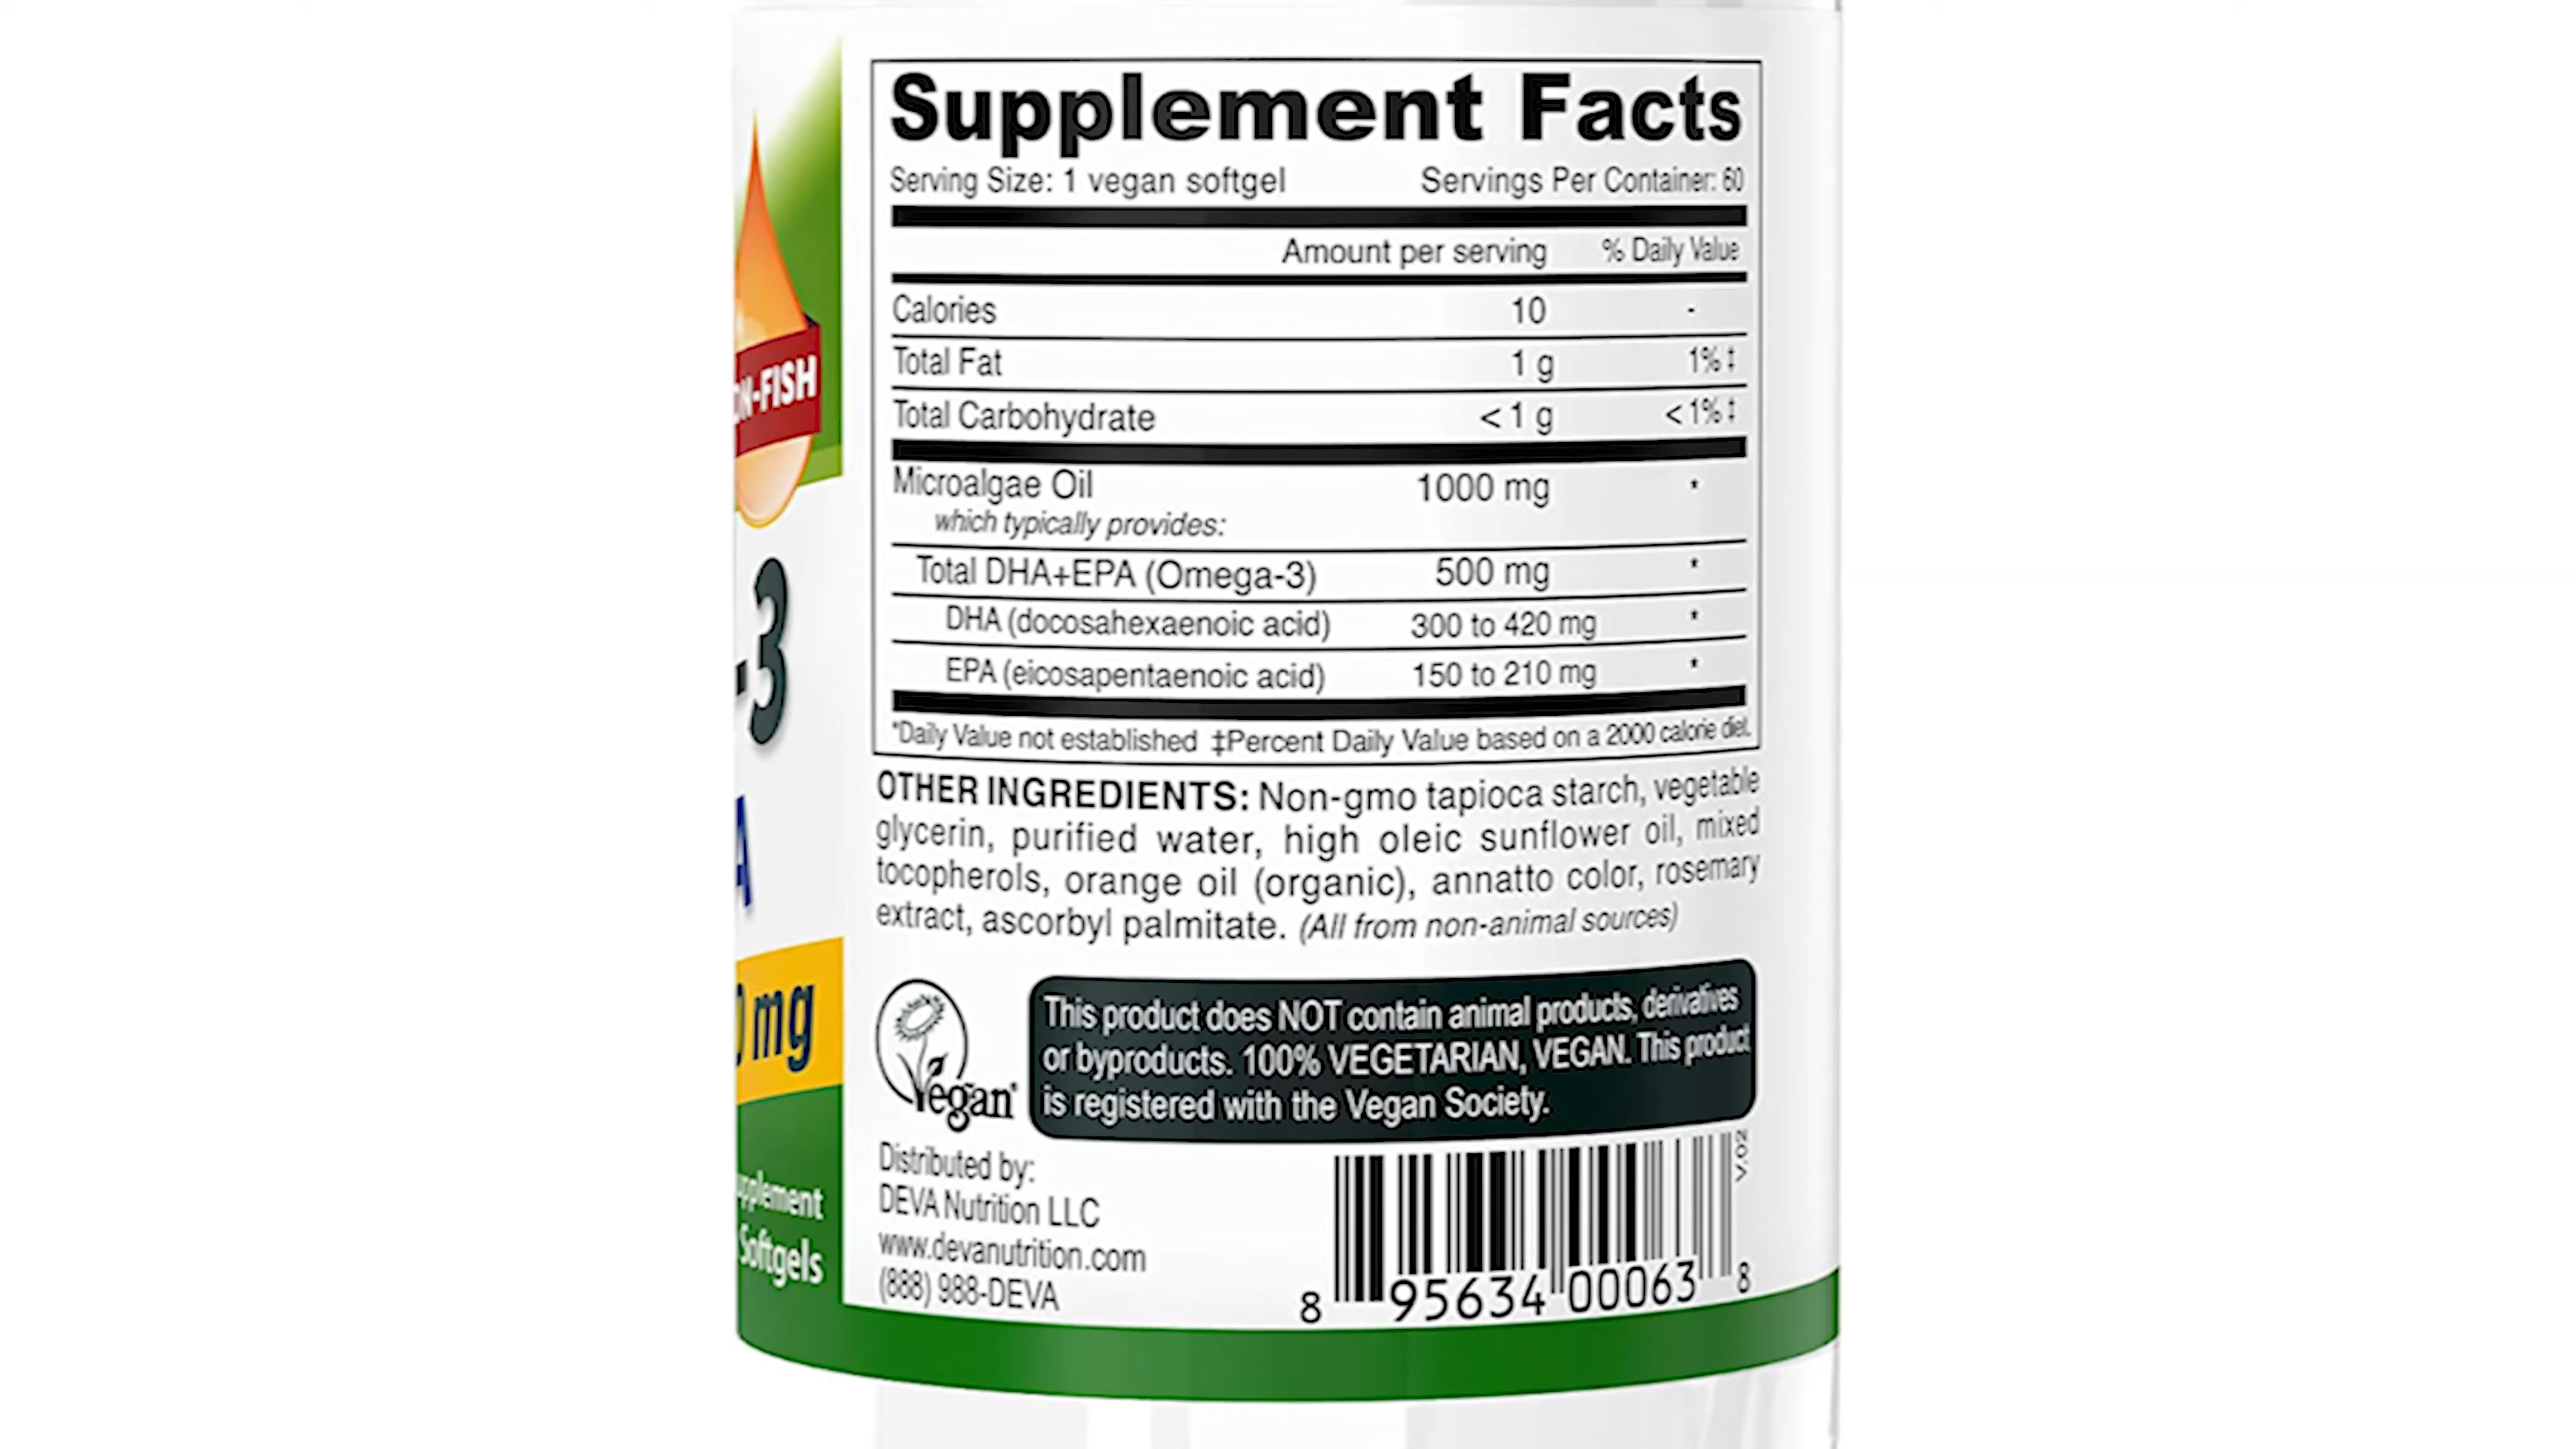 Supplement Facts
Serving Size: 1 vegan softgel Servings Per Container: 60
Amount per serving % Daily Value
Calories 10 -
Total Fat 1 g 1%‡
Total Carbohydrate <1 g <1%‡
Microalgae Oil 1000 mg *
which typically provides:
Total DHA+EPA (Omega-3) 500 mg *
DHA (docosahexaenoic acid) 300 to 420 mg *
EPA (eicosapentaenoic acid) 150 to 210 mg *
*Daily Value not established ‡Percent Daily Value based on a 2000 calorie diet.
OTHER INGREDIENTS: Non-gmo tapioca starch, vegetable
glycerin, purified water, high oleic sunflower oil, mixed
tocopherols, orange oil (organic), annatto color, rosemary
extract, ascorbyl palmitate. (All from non-animal sources)
Vegan
This product does NOT contain animal products, derivatives
or byproducts. 100% VEGETARIAN, VEGAN. This product
is registered with the Vegan Society.
Distributed by:
DEVA Nutrition LLC
www.devanutrition.com
(888) 988-DEVA
V.02
8 95634 00063 8
-FISH
-3
A
mg
Softgels